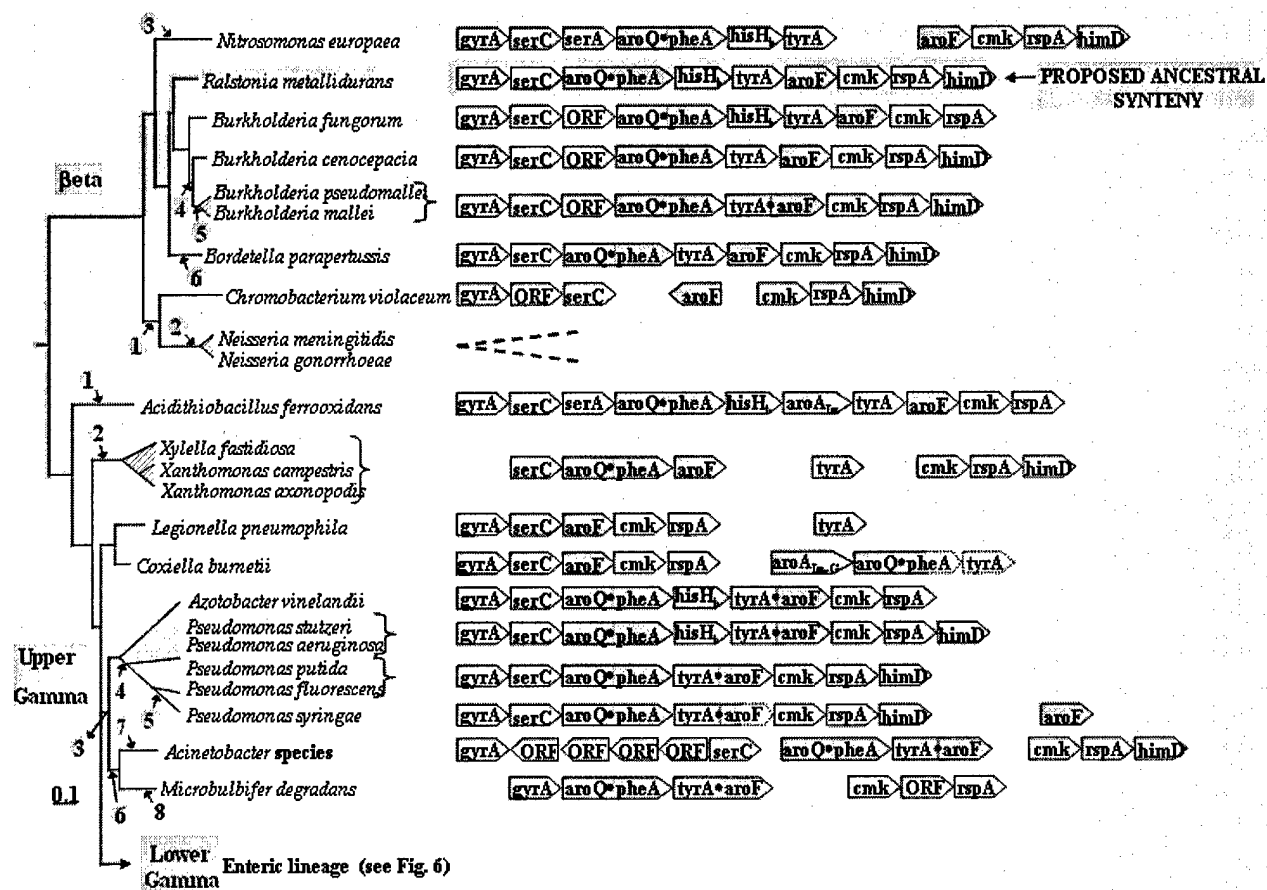 3 Nitrosomonas europaea gyrA serC serA aroQ•pheA hisHb tyrA aroF cmk rspA himD
Ralstonia metallidurans gyrA serC aroQ•pheA hisHb tyrA aroF cmk rspA himD PROPOSED ANCESTRAL
SYNTENY
Burkholderia fungorum gyrA serC ORF aroQ•pheA hisHb tyrA aroF cmk rspA
Burkholderia cenocepacia gyrA serC ORF aroQ•pheA tyrA aroF cmk rspA himD
βeta
4 Burkholderia pseudomallei
5 Burkholderia mallei gyrA serC ORF aroQ•pheA tyrA•aroF cmk rspA himD
6 Bordetella parapertussis gyrA serC aroQ•pheA tyrA aroF cmk rspA himD
Chromobacterium violaceum gyrA ORF serC aroF cmk rspA himD
1 2 Neisseria meningitidis
Neisseria gonorrhoeae
1 Acidithiobacillus ferrooxidans gyrA serC serA aroQ•pheA hisHb aroA tyrA aroF cmk rspA
2 Xylella fastidiosa
Xanthomonas campestris serC aroQ•pheA aroF tyrA cmk rspA himD
Xanthomonas axonopodis
Legionella pneumophila gyrA serC aroF cmk rspA tyrA
Coxiella burnetii gyrA serC aroF cmk rspA aroA aroQ•pheA tyrA
Azotobacter vinelandii gyrA serC aroQ•pheA hisHb tyrA•aroF cmk rspA
Pseudomonas stutzeri
Pseudomonas aeruginosa gyrA serC aroQ•pheA hisHb tyrA•aroF cmk rspA himD
Upper
Gamma
4 Pseudomonas putida
Pseudomonas fluorescens gyrA serC aroQ•pheA tyrA•aroF cmk rspA himD
5 Pseudomonas syringae gyrA serC aroQ•pheA tyrA•aroF cmk rspA himD aroF
3 7 Acinetobacter species gyrA ORF ORF ORF ORF serC aroQ•pheA tyrA•aroF cmk rspA himD
0.1 6 8 Microbulbifer degradans gyrA aroQ•pheA tyrA•aroF cmk ORF rspA
Lower
Gamma Enteric lineage (see Fig. 6)